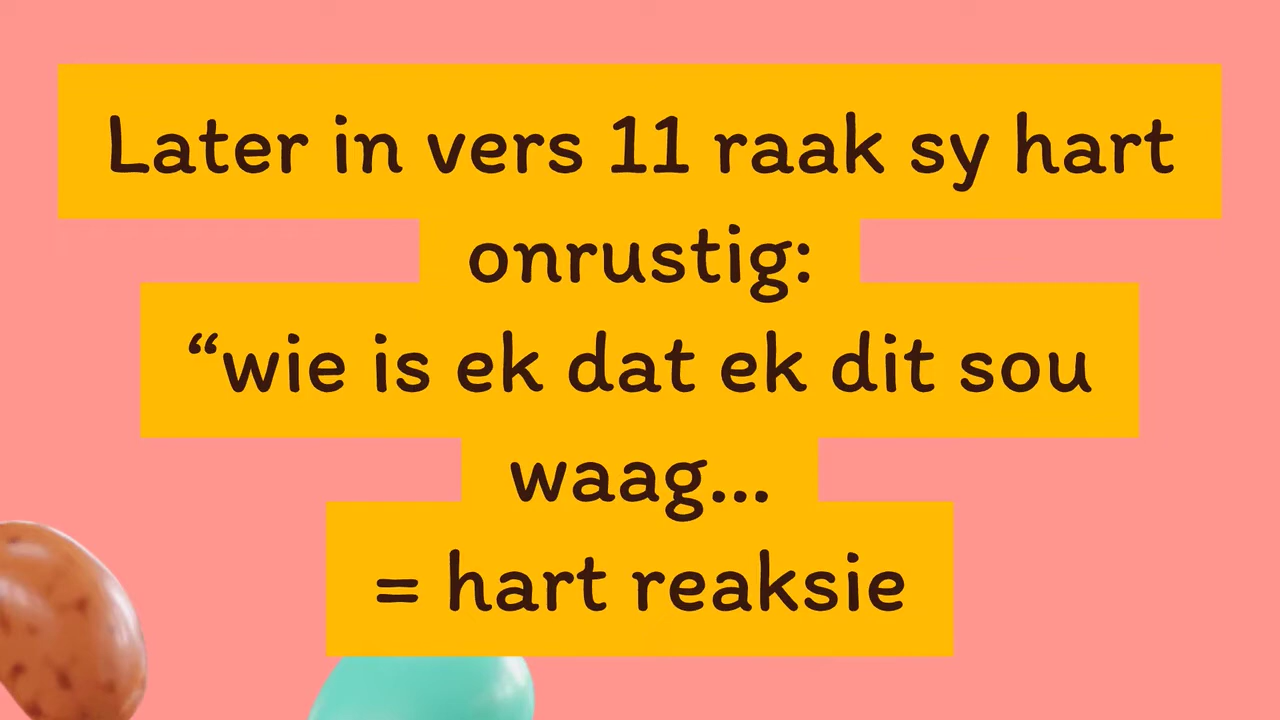 Later in vers 11 raak sy hart
onrustig:
“wie is ek dat ek dit sou
waag...
= hart reaksie